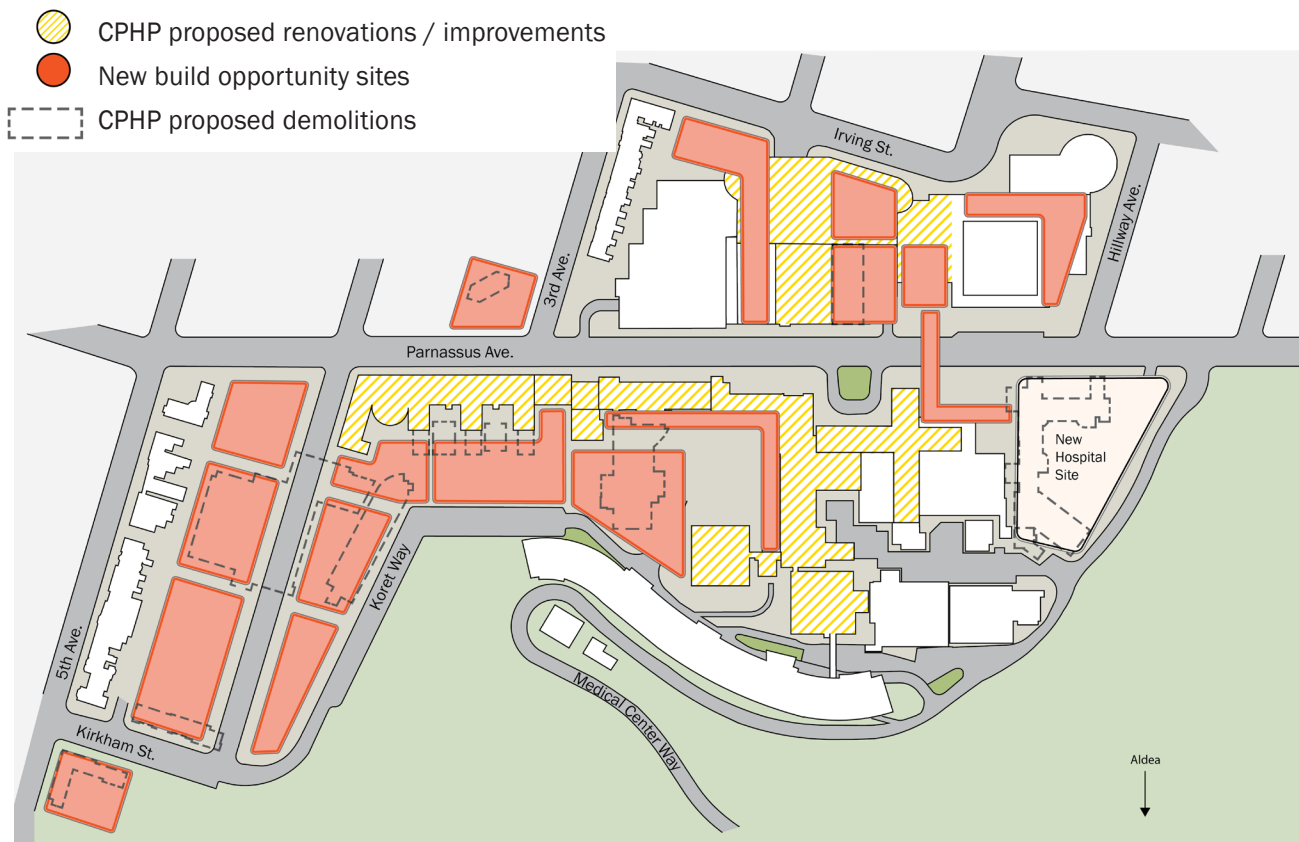 CPHP proposed renovations / improvements
New build opportunity sites
CPHP proposed demolitions
Irving St.
Hillway Ave.
3rd Ave.
Parnassus Ave.
New
Hospital
Site
Koret Way
5th Ave.
Medical Center Way
Kirkham St.
Aldea